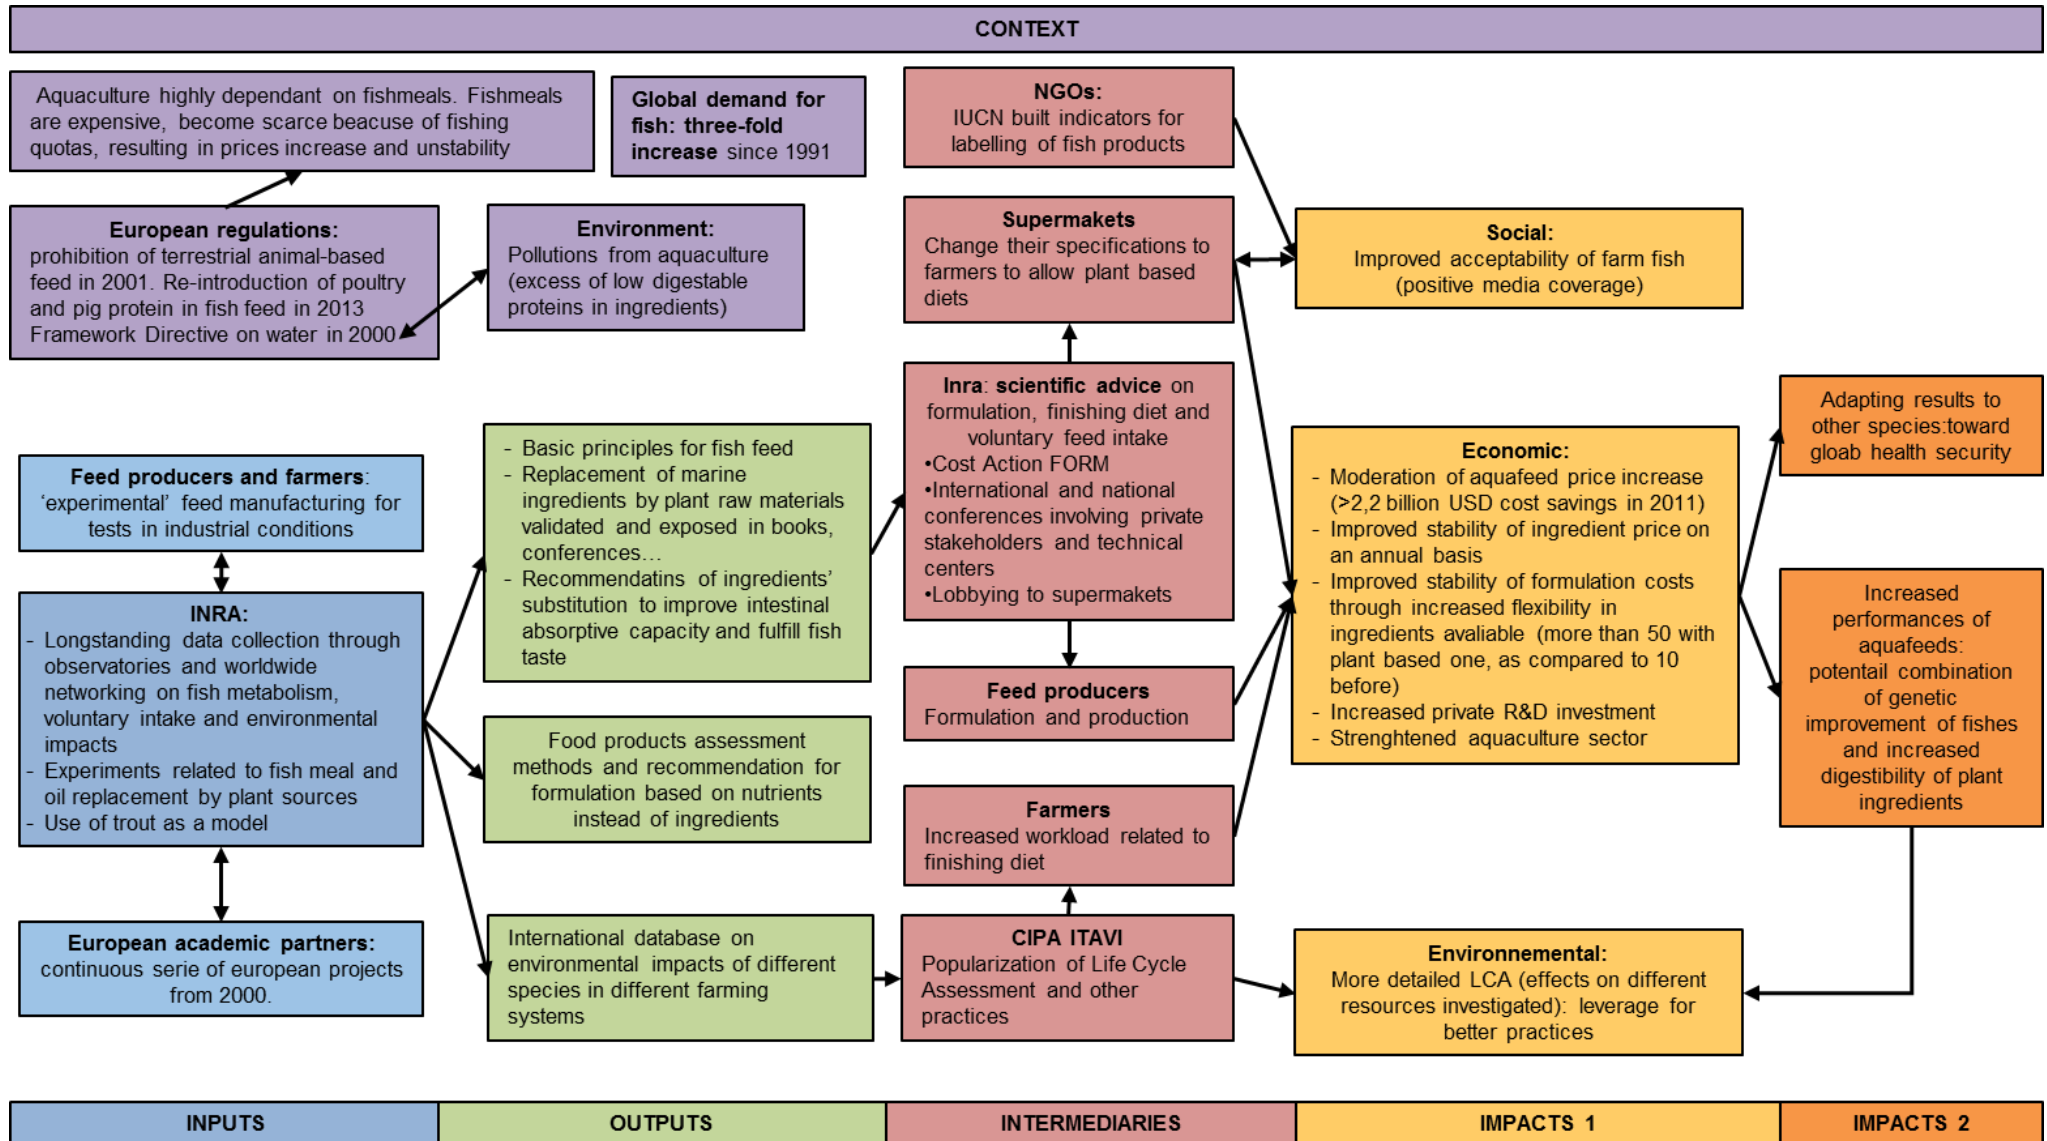 CONTEXT
Aquaculture highly dependant on fishmeals. Fishmeals
are expensive, become scarce beacuse of fishing
quotas, resulting in prices increase and unstability
Global demand for
fish: three-fold
increase since 1991
European regulations:
prohibition of terrestrial animal-based
feed in 2001. Re-introduction of poultry
and pig protein in fish feed in 2013
Framework Directive on water in 2000
Environment:
Pollutions from aquaculture
(excess of low digestable
proteins in ingredients)
Feed producers and farmers:
‘experimental’ feed manufacturing for
tests in industrial conditions
INRA:
- Longstanding data collection through
observatories and worldwide
networking on fish metabolism,
voluntary intake and environmental
impacts
- Experiments related to fish meal and
oil replacement by plant sources
- Use of trout as a model
European academic partners:
continuous serie of european projects
from 2000.
- Basic principles for fish feed
- Replacement of marine
ingredients by plant raw materials
validated and exposed in books,
conferences…
- Recommendatins of ingredients’
substitution to improve intestinal
absorptive capacity and fulfill fish
taste
Food products assessment
methods and recommendation for
formulation based on nutrients
instead of ingredients
International database on
environmental impacts of different
species in different farming
systems
NGOs:
IUCN built indicators for
labelling of fish products
Supermakets
Change their specifications to
farmers to allow plant based
diets
Inra: scientific advice on
formulation, finishing diet and
voluntary feed intake
•Cost Action FORM
•International and national
conferences involving private
stakeholders and technical
centers
•Lobbying to supermakets
Feed producers
Formulation and production
Farmers
Increased workload related to
finishing diet
CIPA ITAVI
Popularization of Life Cycle
Assessment and other
practices
Social:
Improved acceptability of farm fish
(positive media coverage)
Economic:
- Moderation of aquafeed price increase
(>2,2 billion USD cost savings in 2011)
- Improved stability of ingredient price on
an annual basis
- Improved stability of formulation costs
through increased flexibility in
ingredients avaliable (more than 50 with
plant based one, as compared to 10
before)
- Increased private R&D investment
- Strenghtened aquaculture sector
Environnemental:
More detailed LCA (effects on different
resources investigated): leverage for
better practices
Adapting results to
other species:toward
gloab health security
Increased
performances of
aquafeeds:
potentail combination
of genetic
improvement of fishes
and increased
digestibility of plant
ingredients
INPUTS
OUTPUTS
INTERMEDIARIES
IMPACTS 1
IMPACTS 2